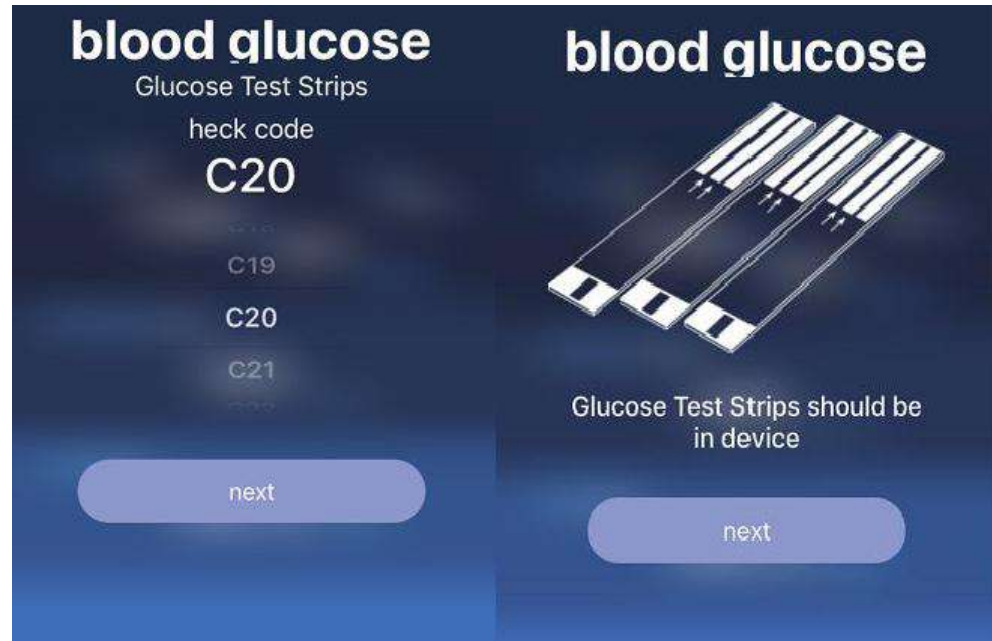 blood glucose
Glucose Test Strips
heck code
C20
C19
C20
C21
next
blood glucose
Glucose Test Strips should be
in device
next